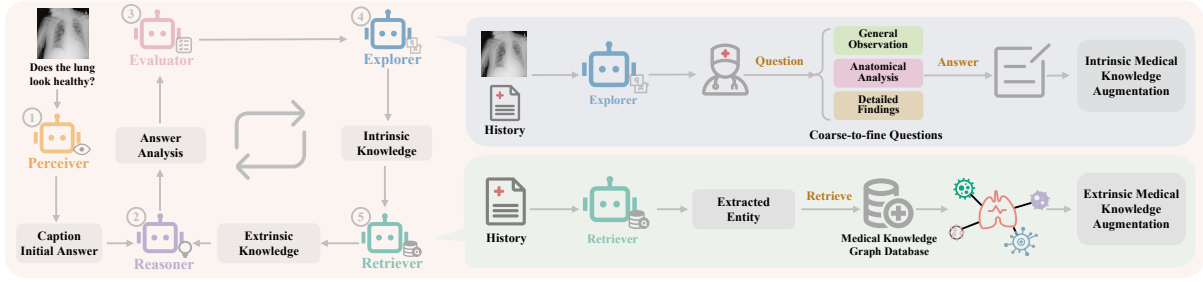 Does the lung
look healthy?
1
Perceiver
Caption
Initial Answer
2
Reasoner
Answer
Analysis
3
Evaluator
4
Explorer
Intrinsic
Knowledge
5
Retriever
Extrinsic
Knowledge
History
Explorer
Question
General
Observation
Anatomical
Analysis
Detailed
Findings
Coarse-to-fine Questions
Answer
Intrinsic Medical
Knowledge
Augmentation
History
Retriever
Extracted
Entity
Retrieve
Medical Knowledge
Graph Database
Extrinsic Medical
Knowledge
Augmentation